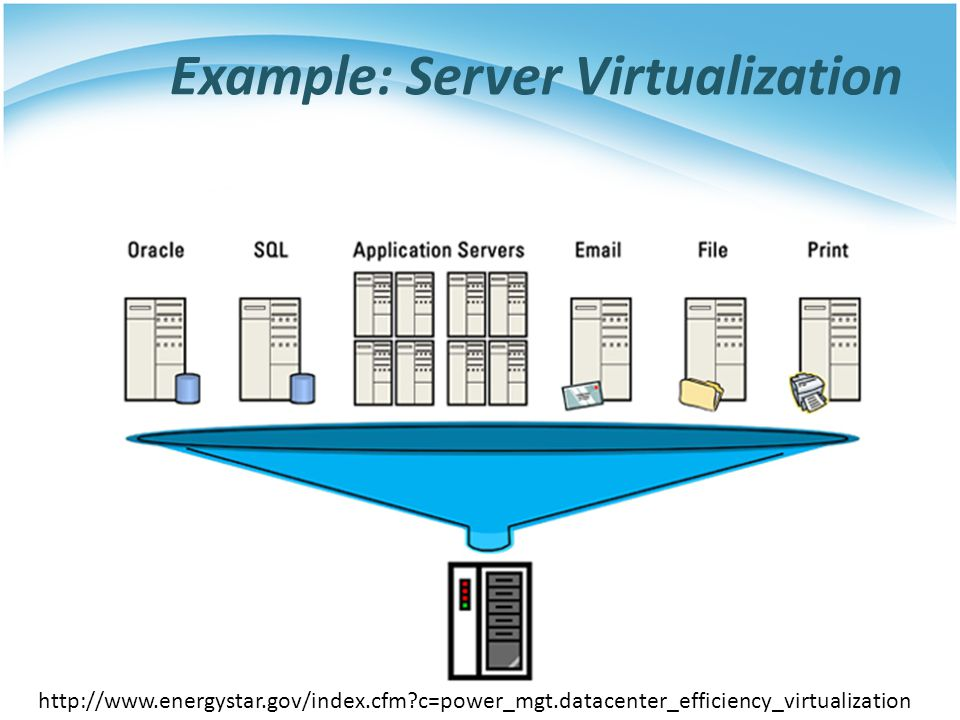 Example: Server Virtualization
Oracle SQL Application Servers Email File Print
http://www.energystar.gov/index.cfm?c=power_mgt.datacenter_efficiency_virtualization